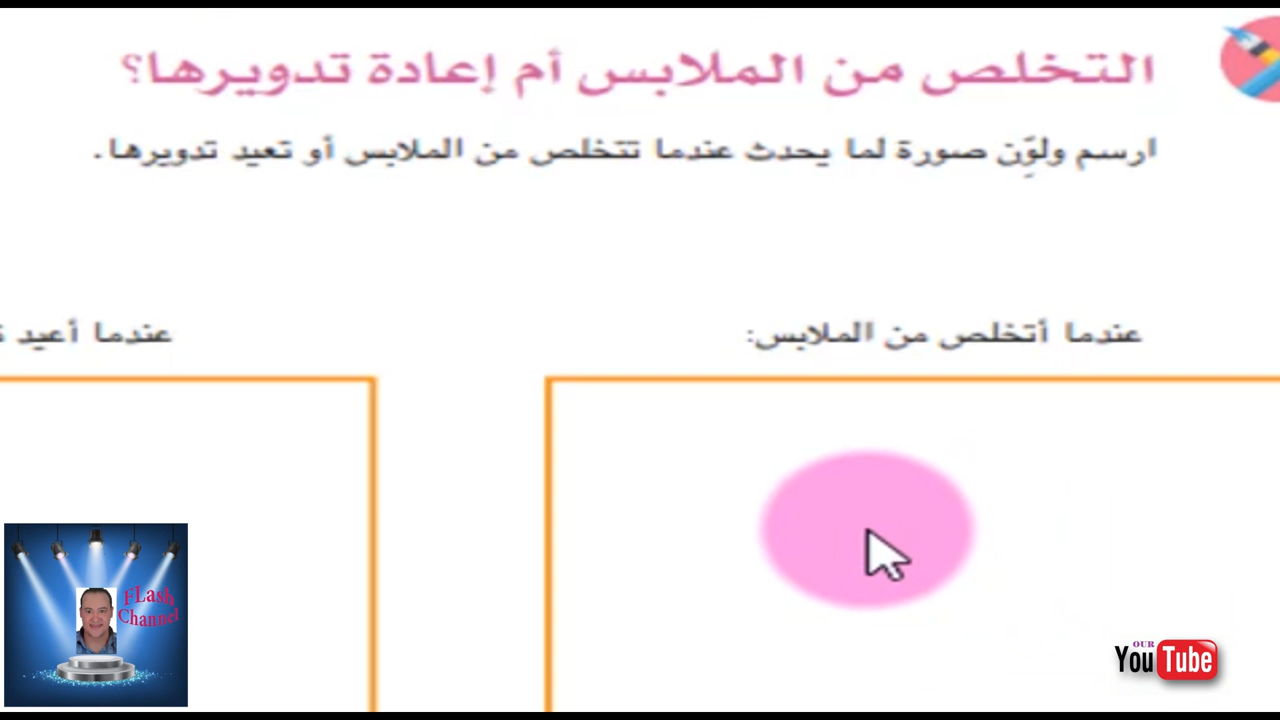 التخلص من الملابس أم إعادة تدويرها؟
ارسم ولوِّن صورة لما يحدث عندما تتخلص من الملابس أو تعيد تدويرها.
عندما أتخلص من الملابس:
عندما أعيد
FLash
Channel
OUR
YouTube